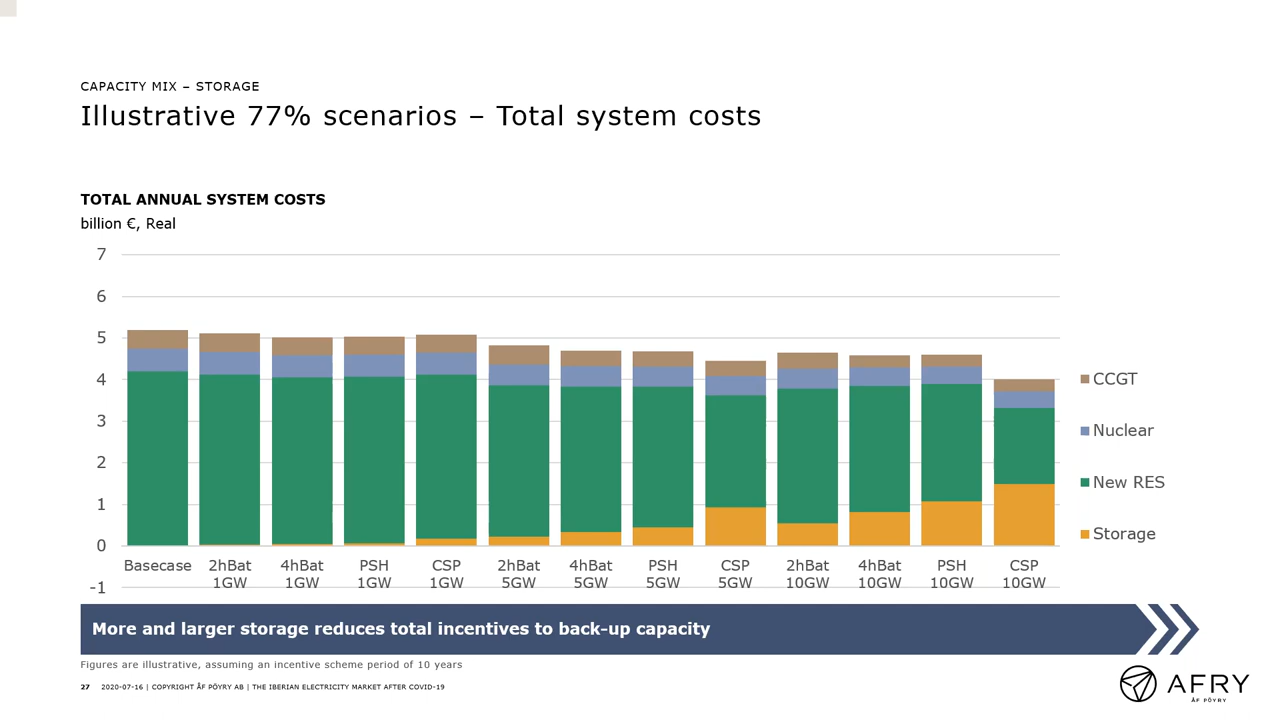 CAPACITY MIX – STORAGE
Illustrative 77% scenarios – Total system costs
TOTAL ANNUAL SYSTEM COSTS
billion €, Real
7
6
5
4
3
2
1
0
-1
Basecase
2hBat 1GW
4hBat 1GW
PSH 1GW
CSP 1GW
2hBat 5GW
4hBat 5GW
PSH 5GW
CSP 5GW
2hBat 10GW
4hBat 10GW
PSH 10GW
CSP 10GW
CCGT
Nuclear
New RES
Storage
More and larger storage reduces total incentives to back-up capacity
Figures are illustrative, assuming an incentive scheme period of 10 years
27 2020-07-16 | COPYRIGHT ÅF PÖYRY AB | THE IBERIAN ELECTRICITY MARKET AFTER COVID-19
AFRY
ÅF PÖYRY